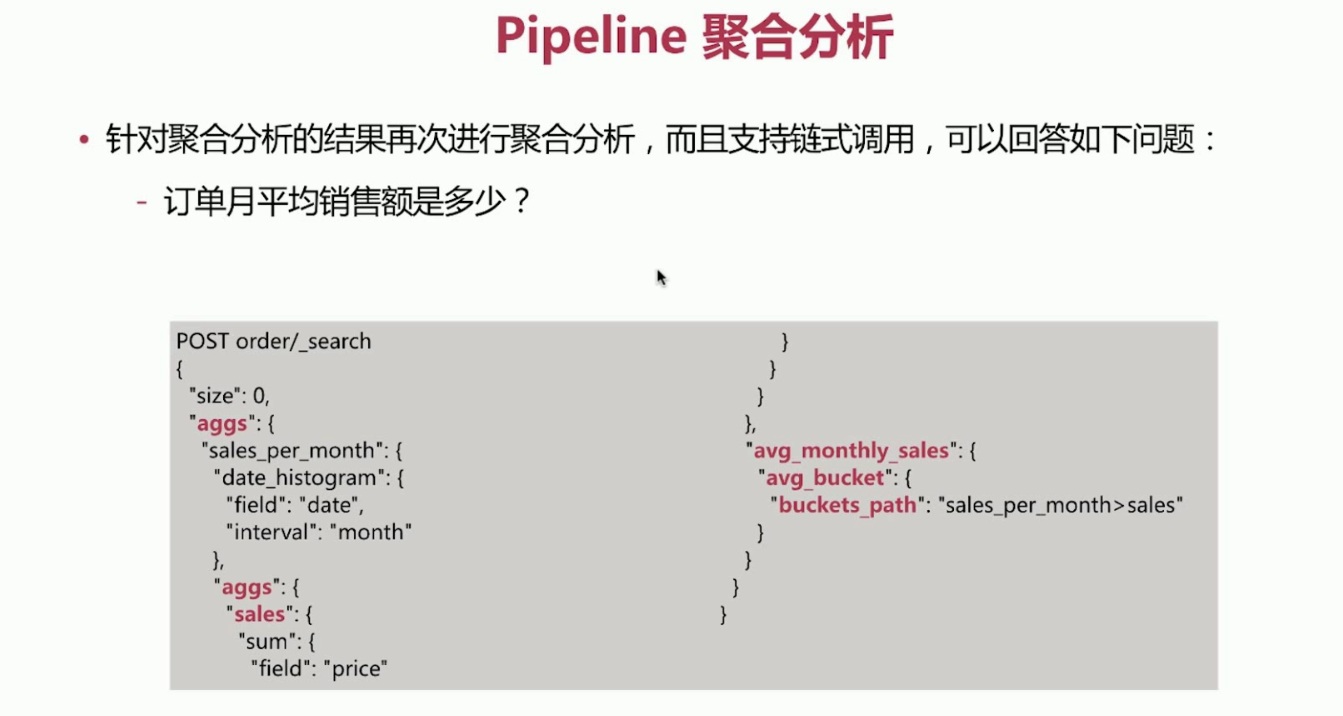 Pipeline 聚合分析
• 针对聚合分析的结果再次进行聚合分析，而且支持链式调用，可以回答如下问题：
- 订单月平均销售额是多少？
POST order/_search
{
"size": 0,
"aggs": {
"sales_per_month": {
"date_histogram": {
"field": "date",
"interval": "month"
},
"aggs": {
"sales": {
"sum": {
"field": "price"
}
}
}
},
"avg_monthly_sales": {
"avg_bucket": {
"buckets_path": "sales_per_month>sales"
}
}
}
}